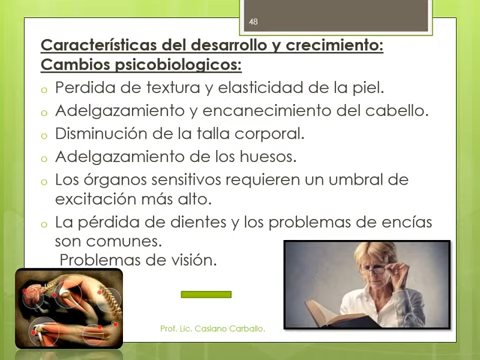 48
Características del desarrollo y crecimiento:
Cambios psicobiologicos:
o Perdida de textura y elasticidad de la piel.
o Adelgazamiento y encanecimiento del cabello.
o Disminución de la talla corporal.
o Adelgazamiento de los huesos.
o Los órganos sensitivos requieren un umbral de
excitación más alto.
o La pérdida de dientes y los problemas de encías
son comunes.
Problemas de visión.
Prof. Lic. Casiano Carballo.